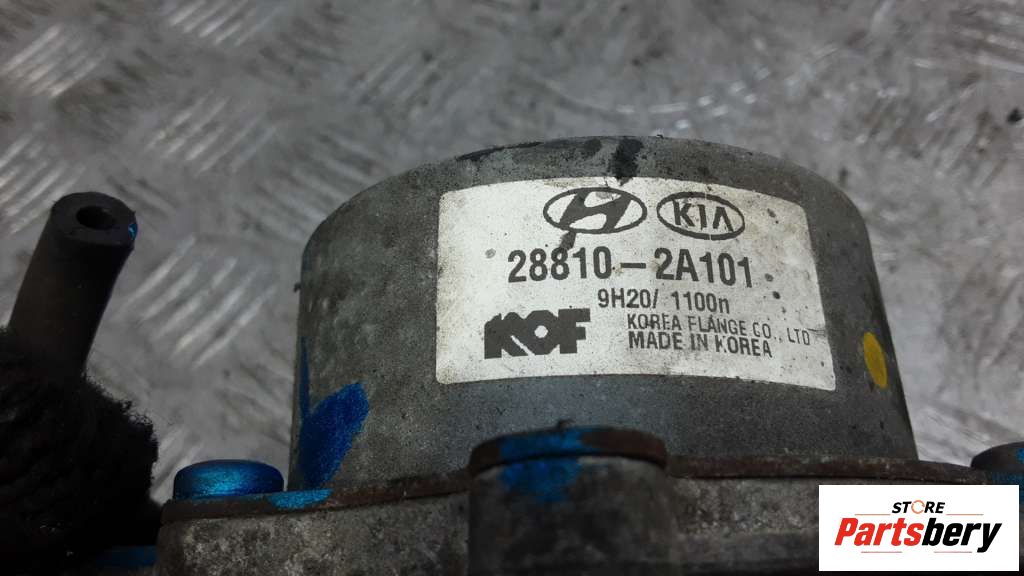 KIA
28810-2A101
9H20/ 1100n
KOF
KOREA FLANGE CO., LTD
MADE IN KOREA
STORE
Partsbery